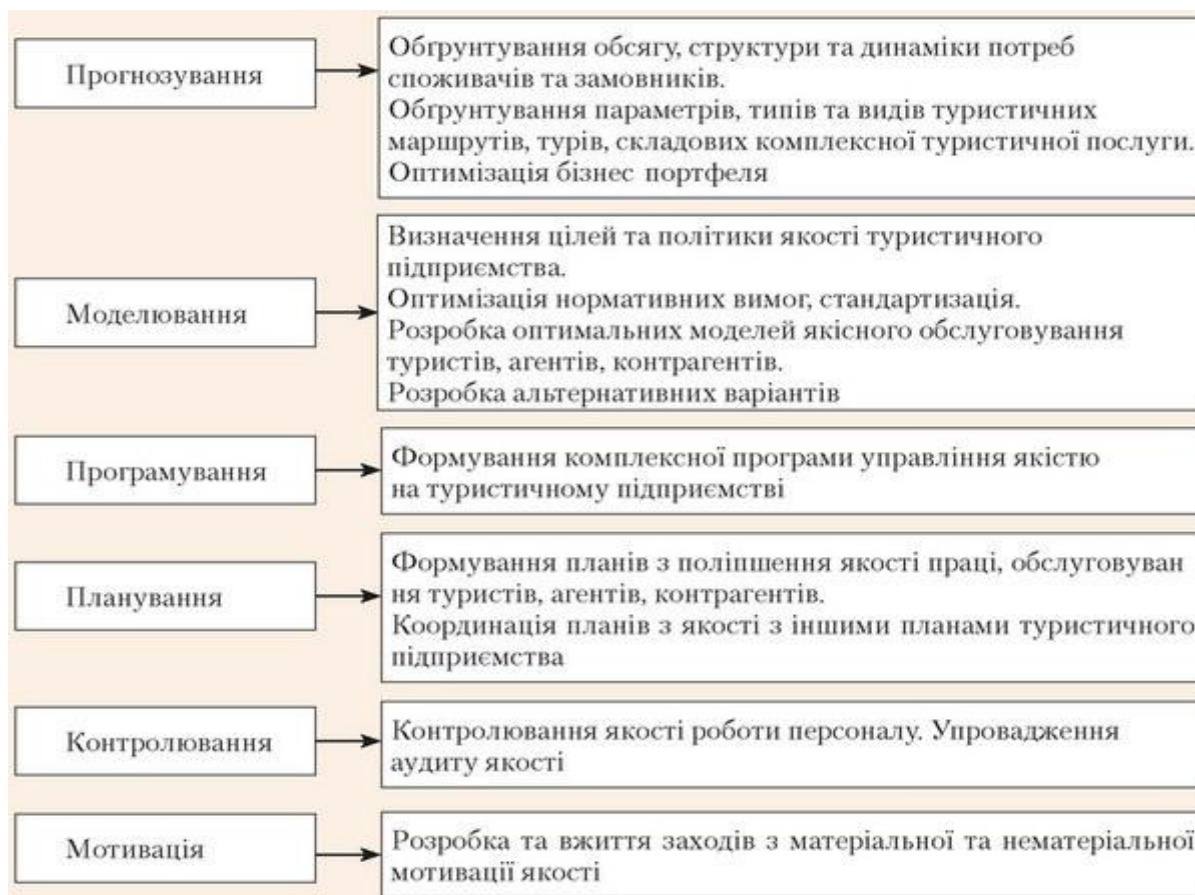 Прогнозування
Обґрунтування обсягу, структури та динаміки потреб
споживачів та замовників.
Обґрунтування параметрів, типів та видів туристичних
маршрутів, турів, складових комплексної туристичної послуги.
Оптимізація бізнес портфеля
Моделювання
Визначення цілей та політики якості туристичного
підприємства.
Оптимізація нормативних вимог, стандартизація.
Розробка оптимальних моделей якісного обслуговування
туристів, агентів, контрагентів.
Розробка альтернативних варіантів
Програмування
Формування комплексної програми управління якістю
на туристичному підприємстві
Планування
Формування планів з поліпшення якості праці, обслуговуван
ня туристів, агентів, контрагентів.
Координація планів з якості з іншими планами туристичного
підприємства
Контролювання
Контролювання якості роботи персоналу. Упровадження
аудиту якості
Мотивація
Розробка та вжиття заходів з матеріальної та нематеріальної
мотивації якості